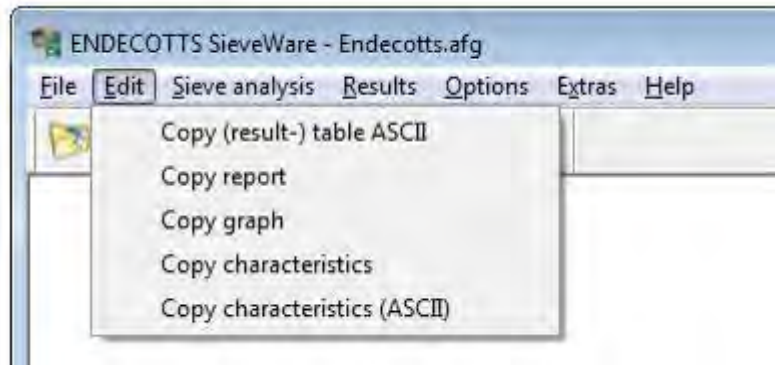 ENDECOTTS SieveWare - Endecotts.afg
File Edit Sieve analysis Results Options Extras Help
Copy (result-) table ASCII
Copy report
Copy graph
Copy characteristics
Copy characteristics (ASCII)